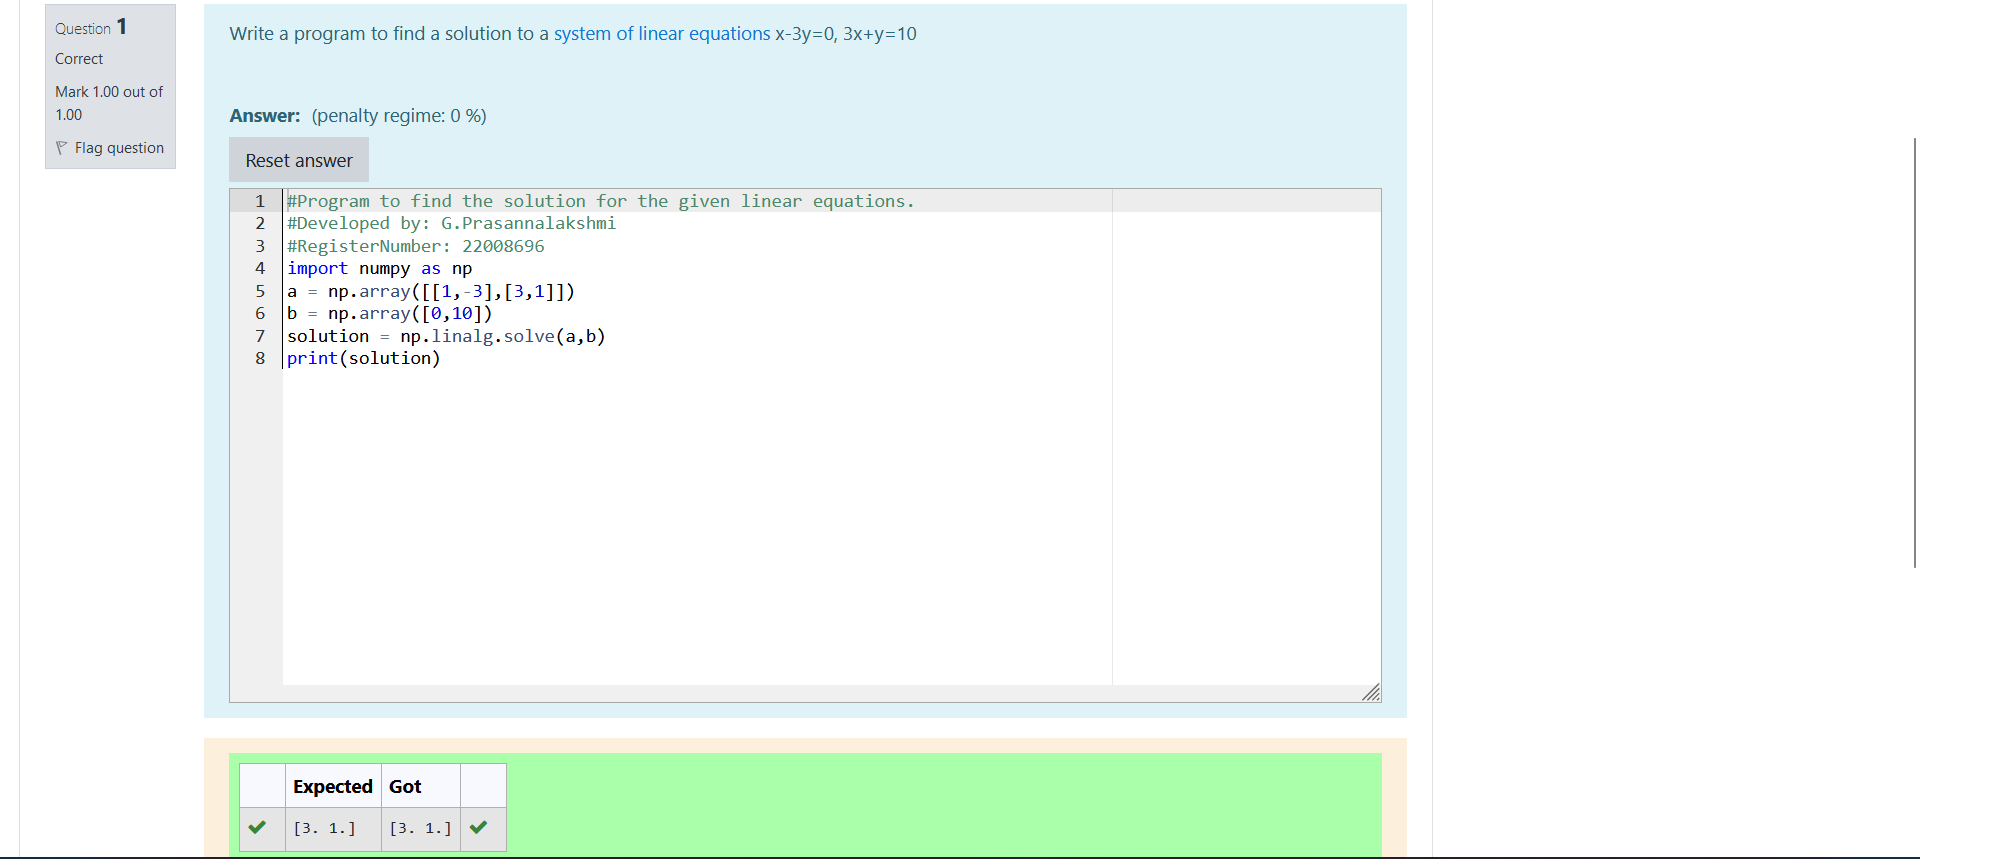 Question 1
Correct
Mark 1.00 out of
1.00
Flag question
Write a program to find a solution to a system of linear equations x-3y=0, 3x+y=10
Answer: (penalty regime: 0 %)
Reset answer
1 #Program to find the solution for the given linear equations.
2 #Developed by: G.Prasannalakshmi
3 #RegisterNumber: 22008696
4 import numpy as np
5 a = np.array([[1,-3],[3,1]])
6 b = np.array([0,10])
7 solution = np.linalg.solve(a,b)
8 print(solution)
Expected Got
[3. 1.] [3. 1.]